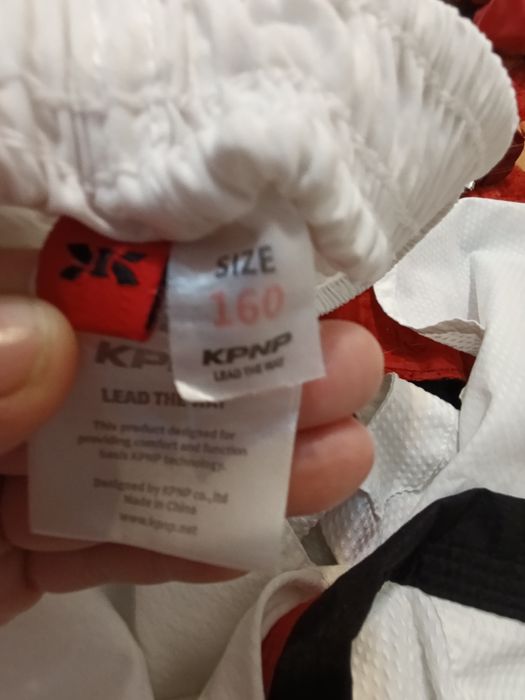 SIZE
160
KPNP
LEAD THE WAY
KPNP
LEAD THE WAY
This product designed for
providing comfort and function
basis KPNP technology.
Designed by KPNP co.,ltd
Made in China
www.kpnp.net